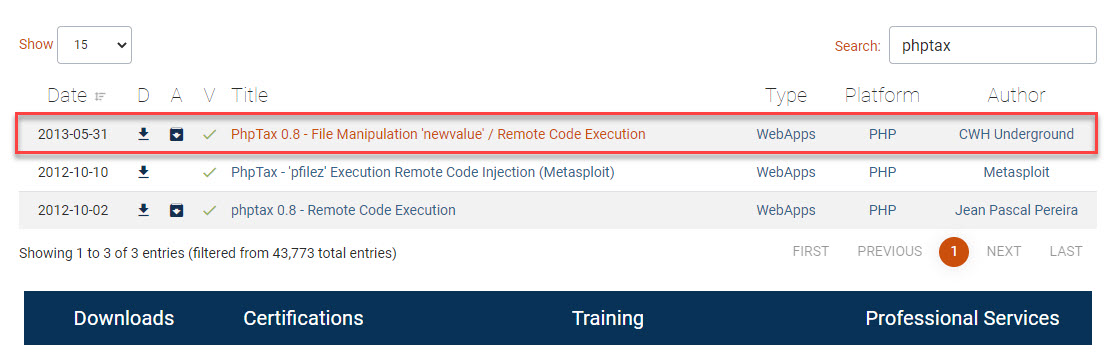 Show 15 Search: phptax
Date D A V Title Type Platform Author
2013-05-31 PhpTax 0.8 - File Manipulation 'newvalue' / Remote Code Execution WebApps PHP CWH Underground
2012-10-10 PhpTax - 'pfilez' Execution Remote Code Injection (Metasploit) WebApps PHP Metasploit
2012-10-02 phptax 0.8 - Remote Code Execution WebApps PHP Jean Pascal Pereira
Showing 1 to 3 of 3 entries (filtered from 43,773 total entries) FIRST PREVIOUS 1 NEXT LAST
Downloads Certifications Training Professional Services